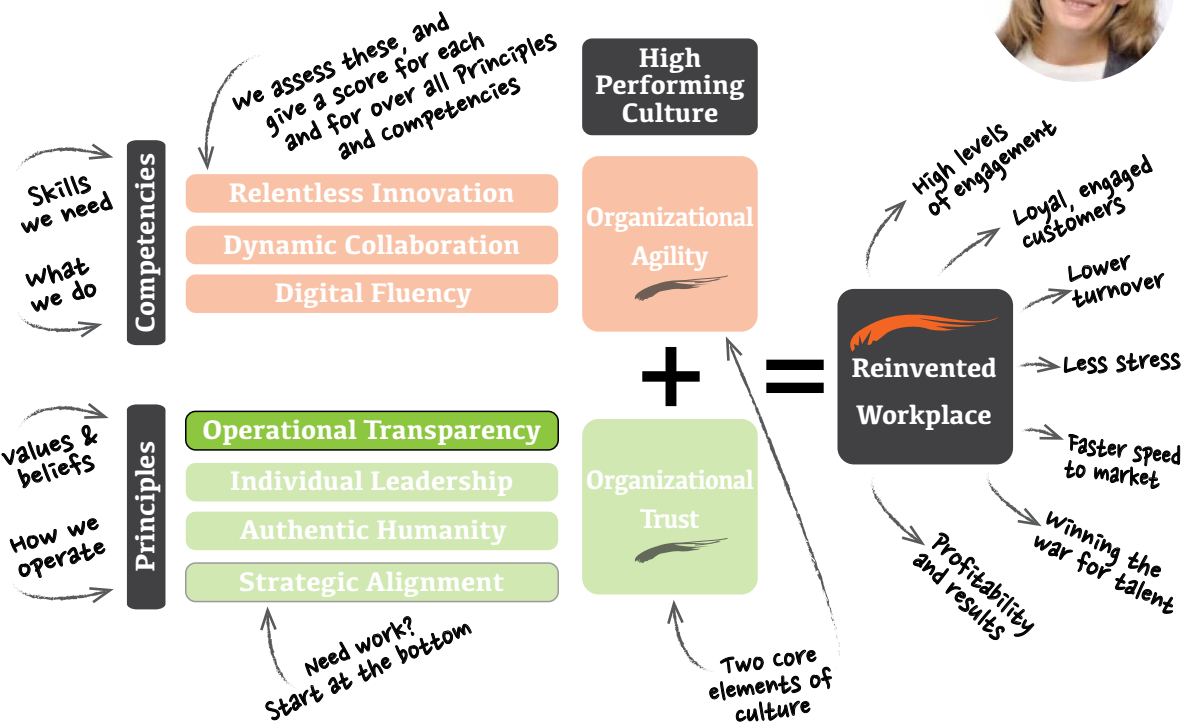 we assess these, and
give a score for each
and for over all Principles
and competencies
High
Performing
Culture
Competencies
Skills
we need
what
we do
Relentless Innovation
Dynamic Collaboration
Digital Fluency
Organizational
Agility
+
=
Reinvented
Workplace
High levels
of engagement
Loyal, engaged
customers
Lower
turnover
Less stress
Faster speed
to market
Winning the
war for talent
Profitability
and results
Principles
values &
beliefs
How we
operate
Operational Transparency
Individual Leadership
Authentic Humanity
Strategic Alignment
Organizational
Trust
Need work?
Start at the bottom
Two core
elements of
culture